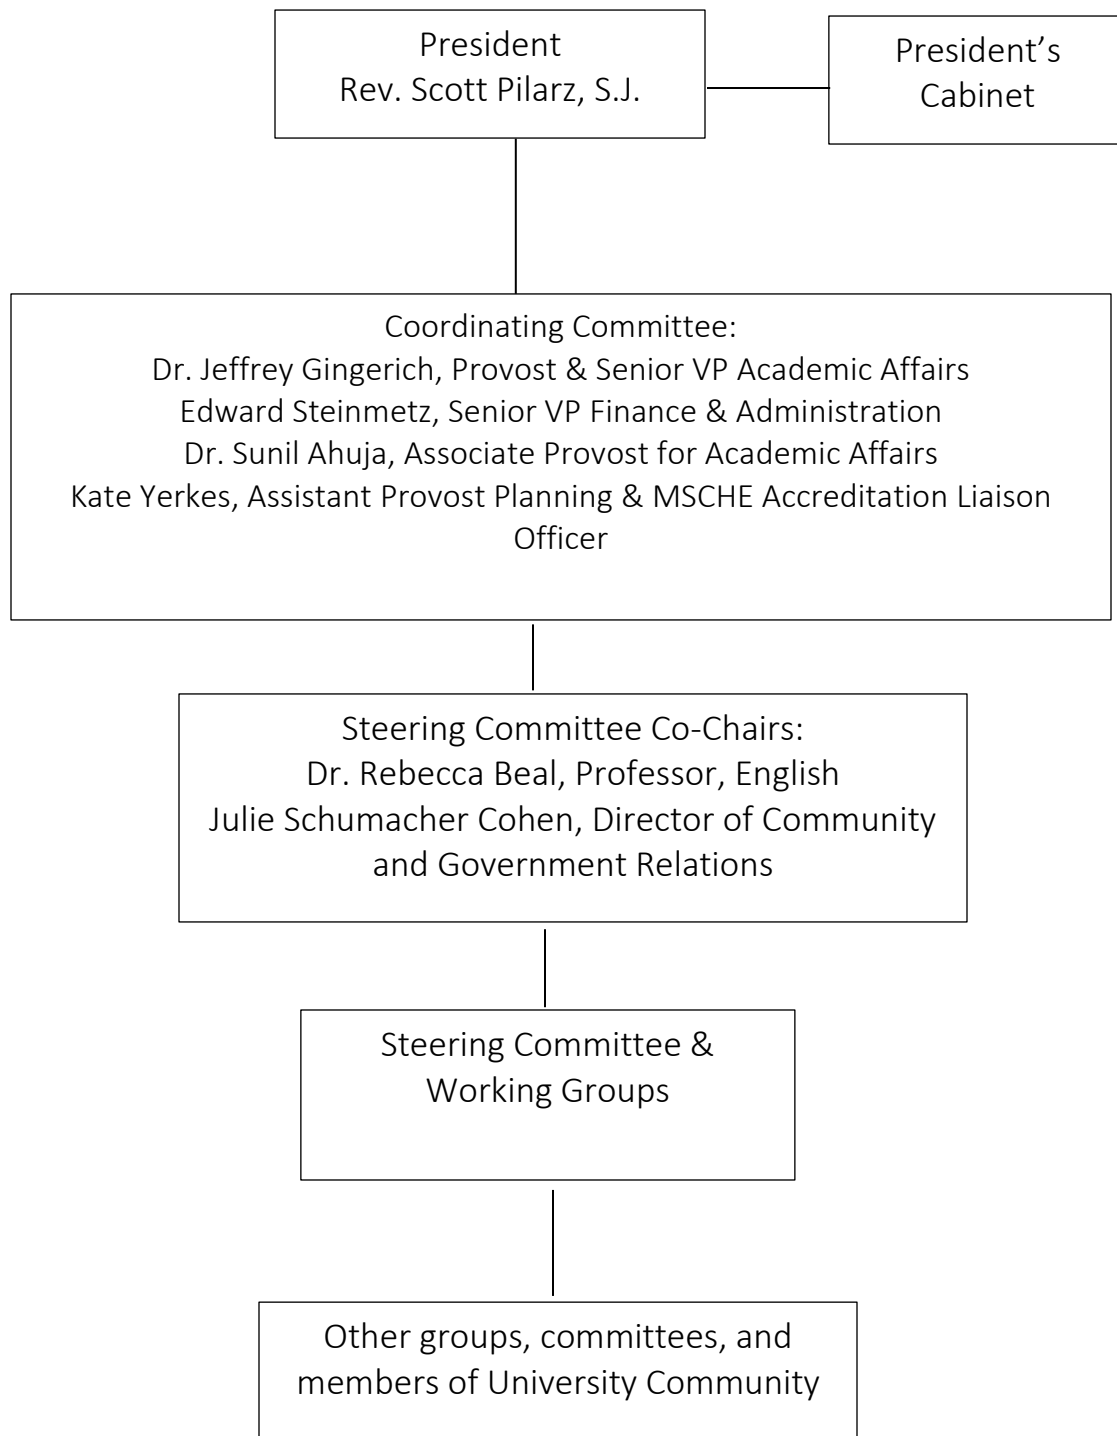 President
Rev. Scott Pilarz, S.J.
President’s
Cabinet
Coordinating Committee:
Dr. Jeffrey Gingerich, Provost & Senior VP Academic Affairs
Edward Steinmetz, Senior VP Finance & Administration
Dr. Sunil Ahuja, Associate Provost for Academic Affairs
Kate Yerkes, Assistant Provost Planning & MSCHE Accreditation Liaison
Officer
Steering Committee Co-Chairs:
Dr. Rebecca Beal, Professor, English
Julie Schumacher Cohen, Director of Community
and Government Relations
Steering Committee &
Working Groups
Other groups, committees, and
members of University Community